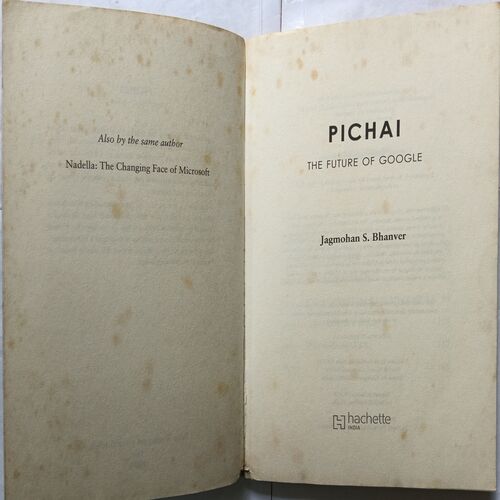 Also by the same author
Nadella: The Changing Face of Microsoft
PICHAI
THE FUTURE OF GOOGLE
Jagmohan S. Bhanver
hachette
INDIA